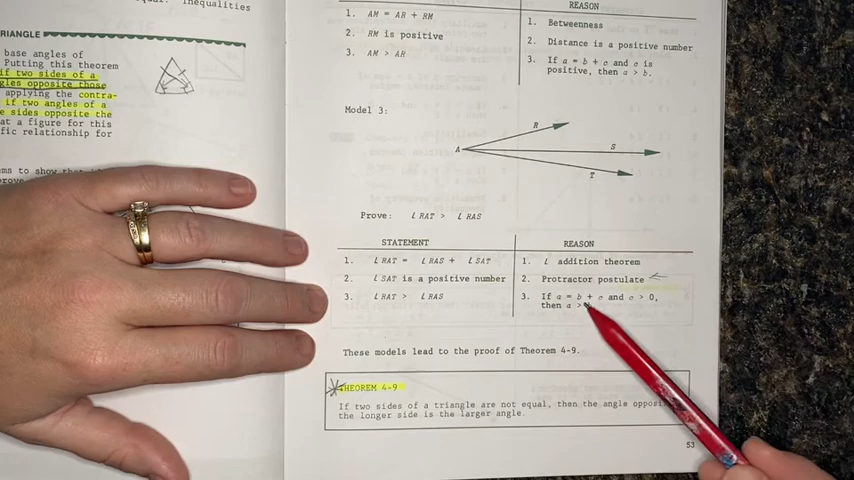 Inequalities
RIANGLE
base angles of
Putting this theorem
if two sides of a
gles opposite those
applying the contra-
if two angles of a
e sides opposite the
at a figure for this
fic relationship for
ms to show that
REASON
1. AM = AR + RM
2. RM is positive
3. AM > AR
1. Betweenness
2. Distance is a positive number
3. If a = b + c and c is
positive, then a > b.
Model 3:
R
A
S
T
Prove: ∠RAT > ∠RAS
STATEMENT
1. ∠RAT = ∠RAS + ∠SAT
2. ∠SAT is a positive number
3. ∠RAT > ∠RAS
REASON
1. ∠ addition theorem
2. Protractor postulate
3. If a = b + c and c > 0,
then a >
These models lead to the proof of Theorem 4-9.
THEOREM 4-9
If two sides of a triangle are not equal, then the angle
the longer side is the larger angle.
53